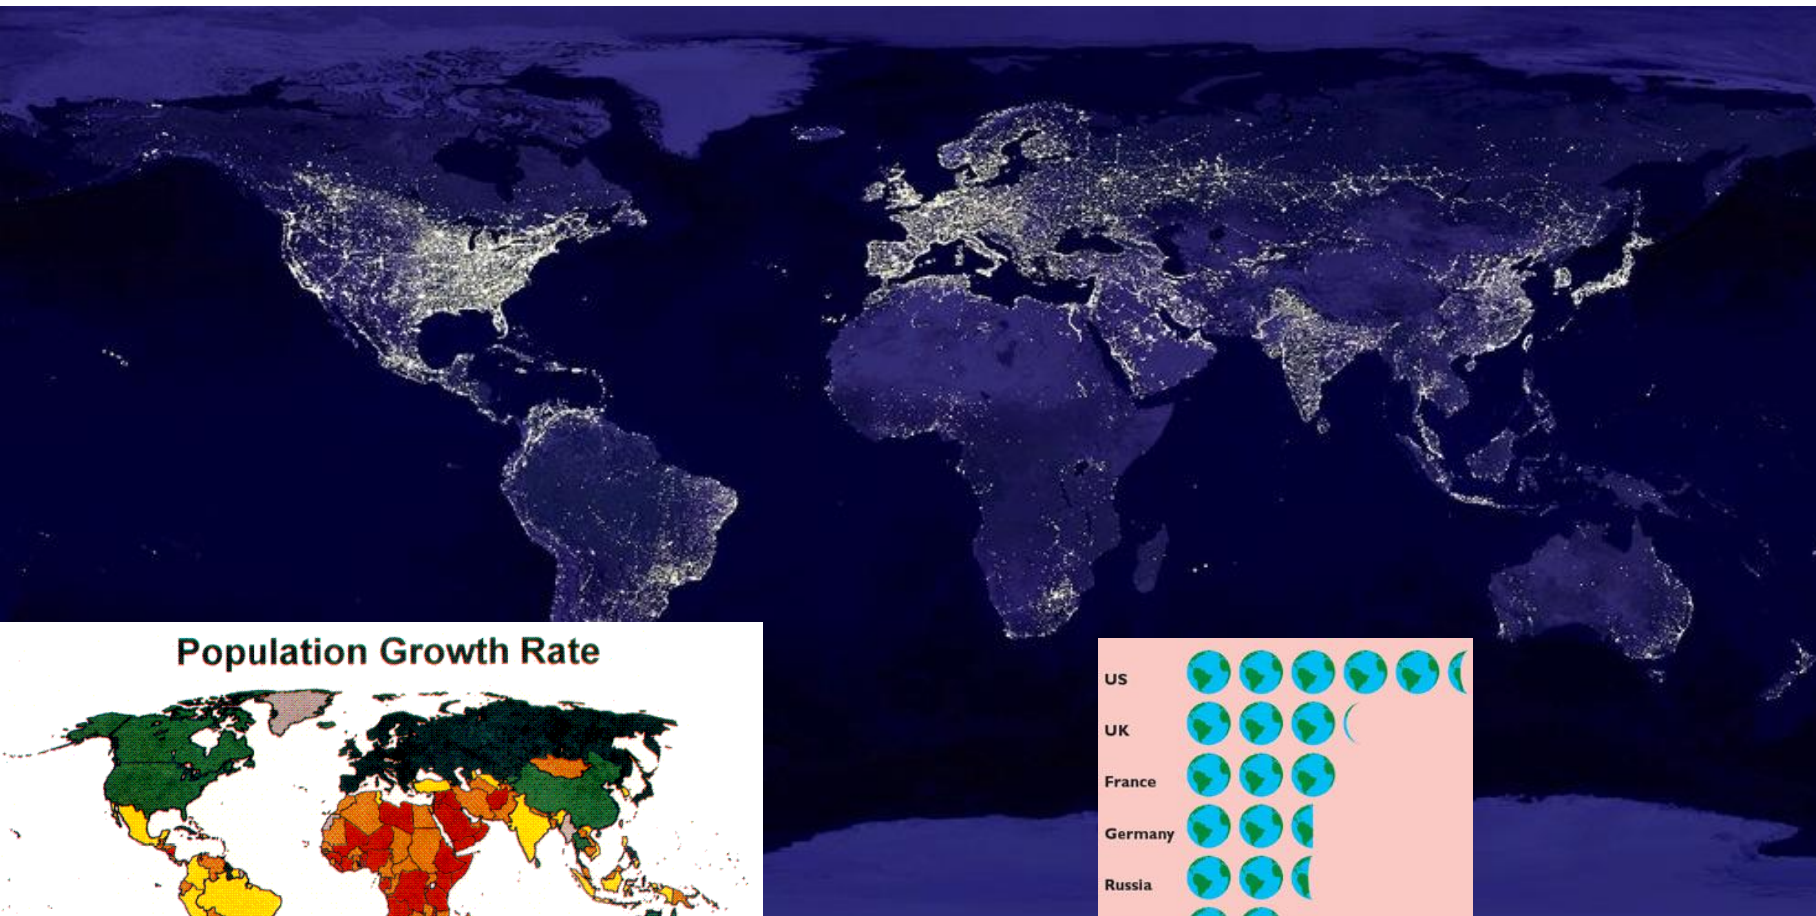 Population Growth Rate
US
UK
France
Germany
Russia